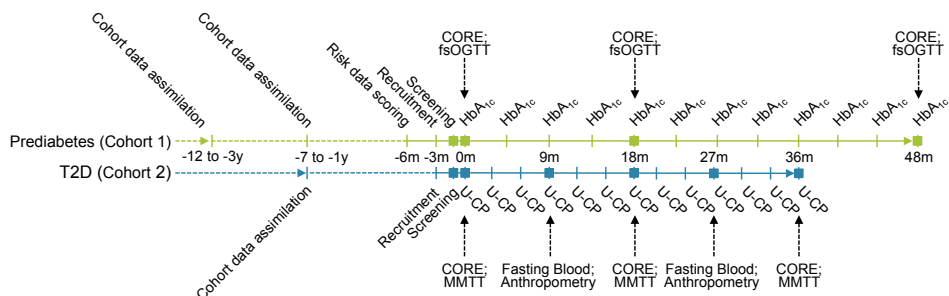 CORE;
fsOGTT
CORE;
fsOGTT
CORE;
fsOGTT
Cohort data assimilation
Cohort data assimilation
Risk data scoring
Recruitment
Screening
HbA1c
HbA1c
HbA1c
HbA1c
HbA1c
HbA1c
HbA1c
HbA1c
HbA1c
HbA1c
HbA1c
HbA1c
Prediabetes (Cohort 1)
-12 to -3y -7 to -1y -6m -3m 0m 9m 18m 27m 36m 48m
T2D (Cohort 2)
Cohort data assimilation
Recruitment
Screening
U-CP
U-CP
U-CP
U-CP
U-CP
U-CP
U-CP
U-CP
U-CP
U-CP
U-CP
U-CP
U-CP
CORE;
MMTT
Fasting Blood;
Anthropometry
CORE;
MMTT
Fasting Blood;
Anthropometry
CORE;
MMTT